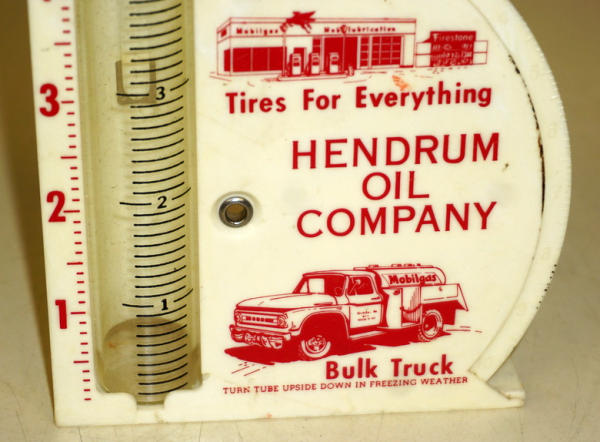 Mobilgas Mobilubrication
Firestone
Tires For Everything
HENDRUM
OIL
COMPANY
Mobilgas
Bulk Truck
TURN TUBE UPSIDE DOWN IN FREEZING WEATHER
3
2
1
3
2
1